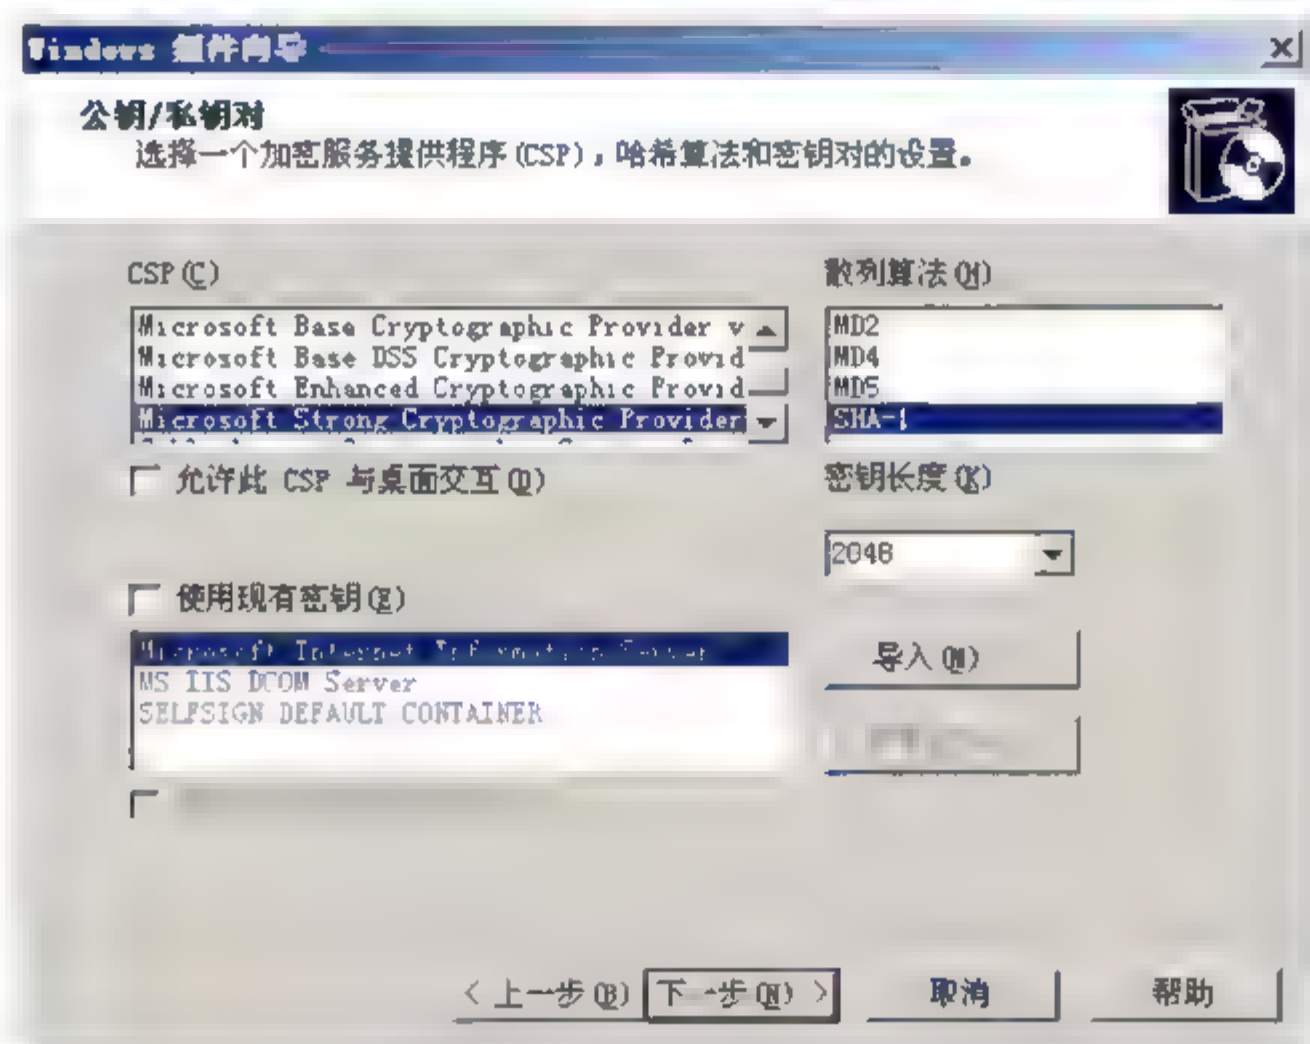 Windows 组件向导
公钥/私钥对
选择一个加密服务提供程序(CSP)，哈希算法和密钥对的设置。
CSP(C)
Microsoft Base Cryptographic Provider v
Microsoft Base DSS Cryptographic Provid
Microsoft Enhanced Cryptographic Provid
Microsoft Strong Cryptographic Provider
允许此 CSP 与桌面交互(I)
散列算法(H)
MD2
MD4
MD5
SHA-1
密钥长度(K)
2048
使用现有密钥(E)
Microsoft Internet Information Server
MS IIS DCOM Server
SELFSIGN DEFAULT CONTAINER
导入(M)
< 上一步(B)
下一步(N) >
取消
帮助